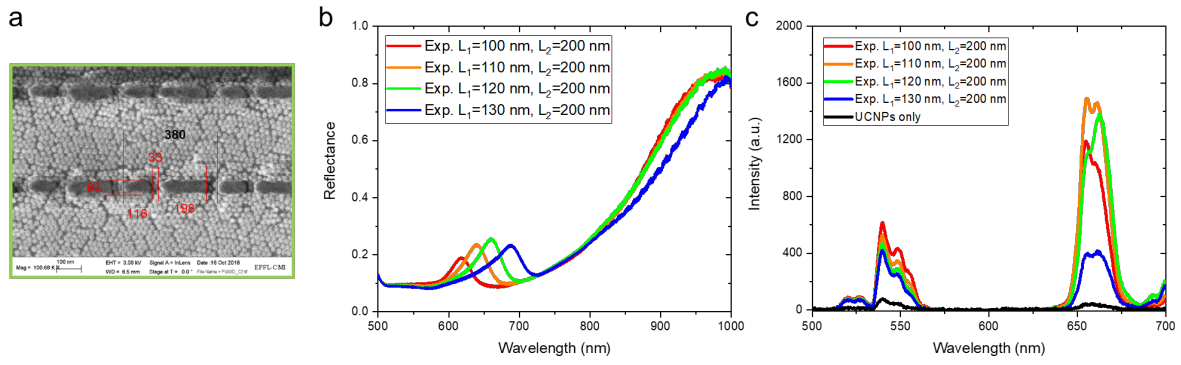 a
b
c
380
33
116
198
100 nm
Mag = 100.68 K X
EHT = 3.00 kV
WD = 6.5 mm
Signal A = InLens
Stage at T = 0.0 °
Date :16 Oct 2018
EPFL-CMI
Exp. L1=100 nm, L2=200 nm
Exp. L1=110 nm, L2=200 nm
Exp. L1=120 nm, L2=200 nm
Exp. L1=130 nm, L2=200 nm
1.0
0.8
0.6
0.4
0.2
0.0
Reflectance
500 600 700 800 900 1000
Wavelength (nm)
Exp. L1=100 nm, L2=200 nm
Exp. L1=110 nm, L2=200 nm
Exp. L1=120 nm, L2=200 nm
Exp. L1=130 nm, L2=200 nm
UCNPs only
2000
1600
1200
800
400
0
Intensity (a.u.)
500 550 600 650 700
Wavelength (nm)